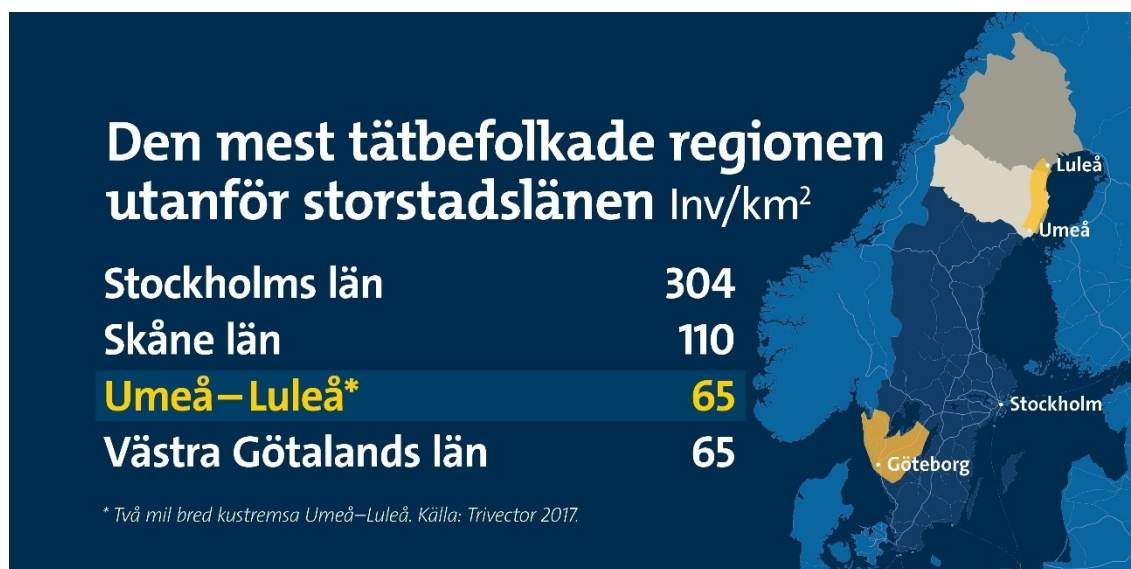 Den mest tätbefolkade regionen
utanför storstadslänen Inv/km²
Stockholms län 304
Skåne län 110
Umeå–Luleå* 65
Västra Götalands län 65
* Två mil bred kustremsa Umeå–Luleå. Källa: Trivector 2017.
Luleå
Umeå
Stockholm
Göteborg